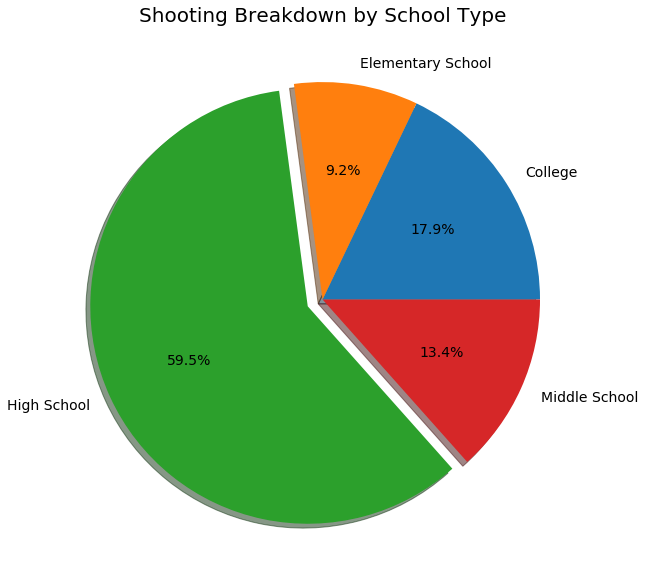 Shooting Breakdown by School Type
Elementary School
College
9.2%
17.9%
13.4%
59.5%
Middle School
High School